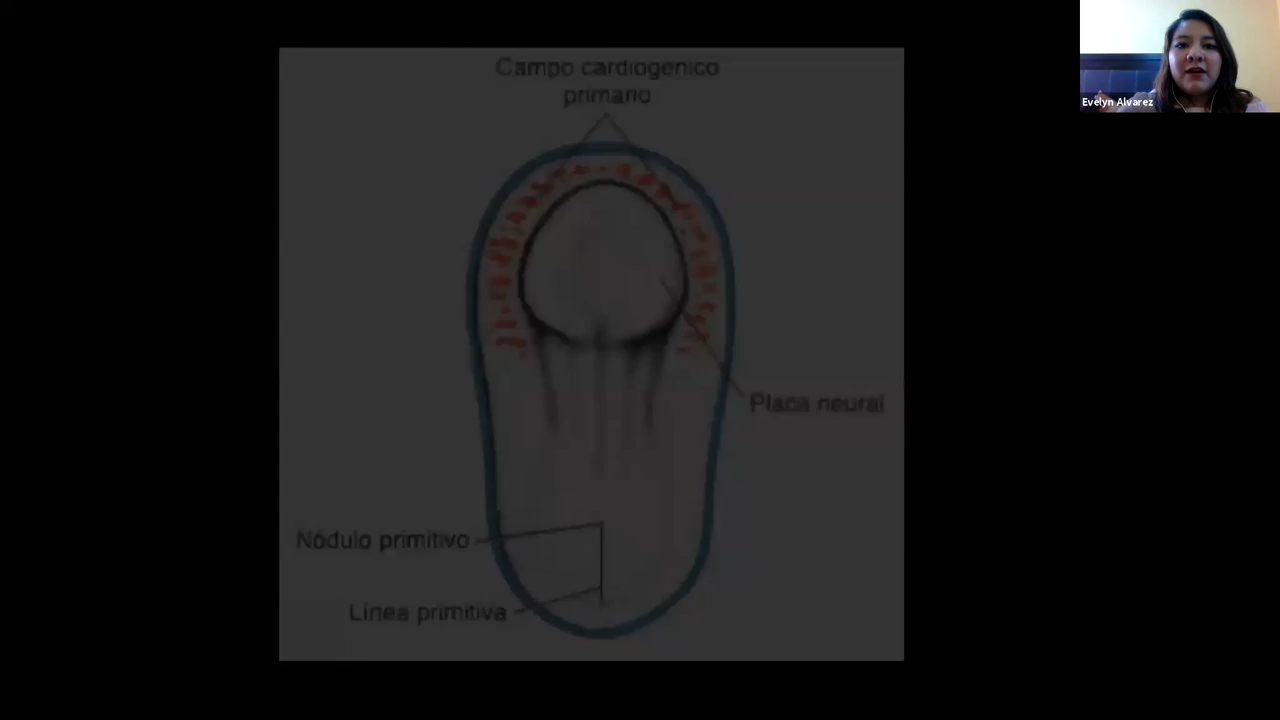 Campo cardiogénico
primario
Evelyn Alvarez
Placa neural
Nódulo primitivo
Línea primitiva